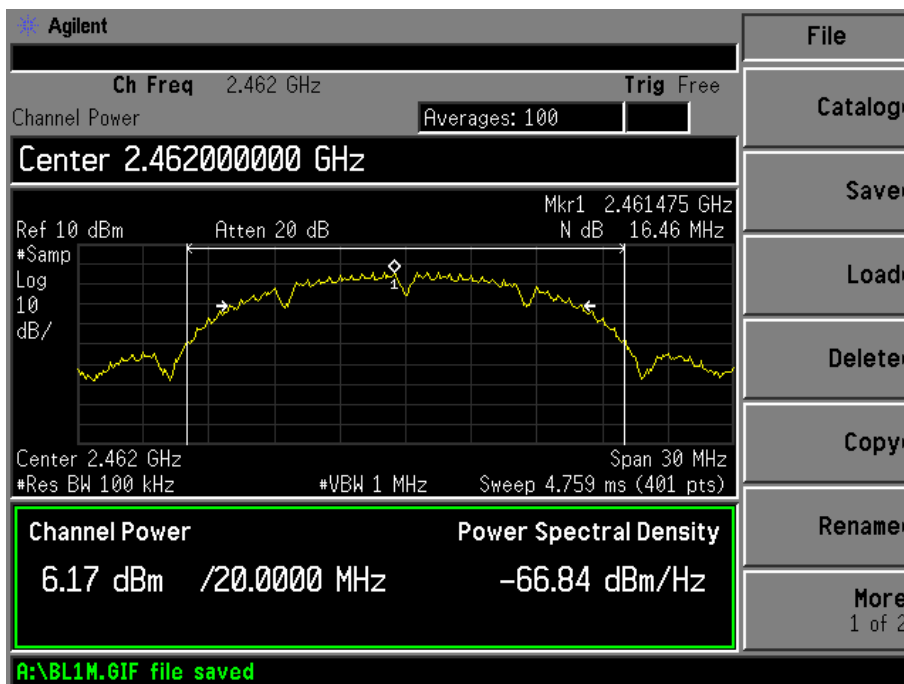 Agilent
Ch Freq 2.462 GHz Trig Free
Channel Power Averages: 100
Center 2.462000000 GHz
Mkr1 2.461475 GHz
Ref 10 dBm Atten 20 dB N dB 16.46 MHz
#Samp
Log
10
dB/
1
Center 2.462 GHz Span 30 MHz
#Res BW 100 kHz #VBW 1 MHz Sweep 4.759 ms (401 pts)
Channel Power Power Spectral Density
6.17 dBm /20.0000 MHz -66.84 dBm/Hz
A:\BL1M.GIF file saved
File
Catalog
Save
Load
Delete
Copy
Rename
More
1 of 2